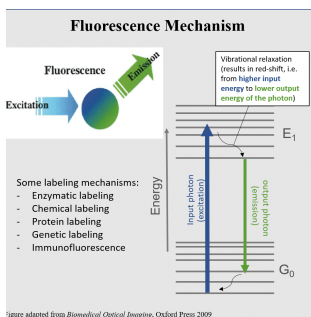 Fluorescence Mechanism
Fluorescence
Emission
Excitation
Vibrational relaxation
(results in red-shift, i.e.
from higher input
energy to lower output
energy of the photon)
E1
Energy
Input photon
(excitation)
output photon
(emission)
G0
Some labeling mechanisms:
- Enzymatic labeling
- Chemical labeling
- Protein labeling
- Genetic labeling
- Immunofluorescence
Figure adapted from Biomedical Optical Imaging, Oxford Press 2009